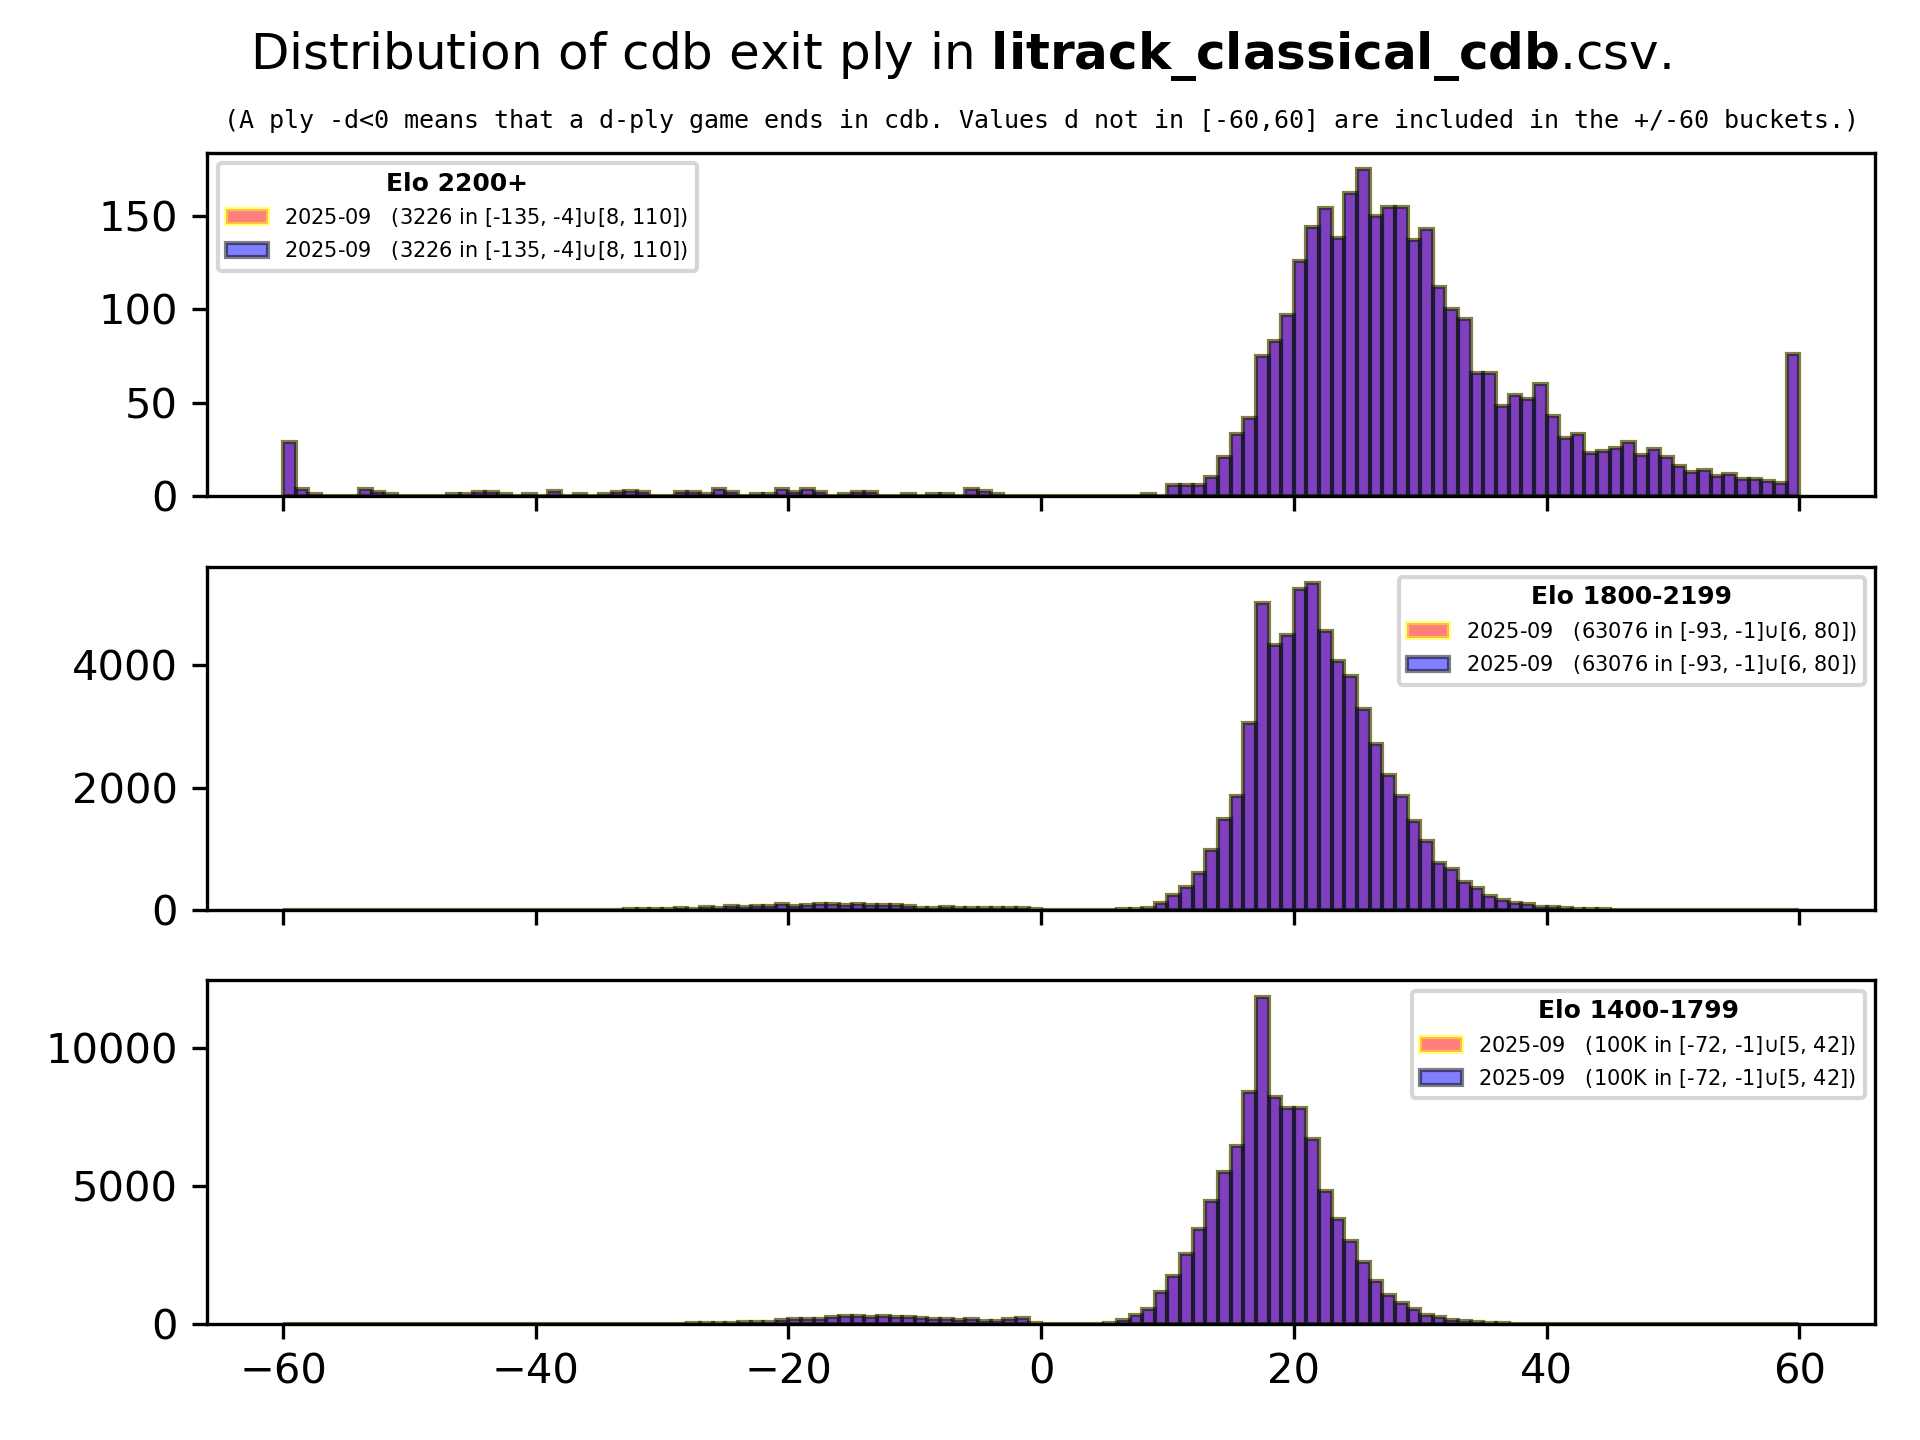 Distribution of cdb exit ply in litrack_classical_cdb.csv.
(A ply -d<0 means that a d-ply game ends in cdb. Values d not in [-60,60] are included in the +/-60 buckets.)
Elo 2200+
2025-09 (3226 in [-135, -4]∪[8, 110])
2025-09 (3226 in [-135, -4]∪[8, 110])
150
100
50
0
Elo 1800-2199
2025-09 (63076 in [-93, -1]∪[6, 80])
2025-09 (63076 in [-93, -1]∪[6, 80])
4000
2000
0
Elo 1400-1799
2025-09 (100K in [-72, -1]∪[5, 42])
2025-09 (100K in [-72, -1]∪[5, 42])
10000
5000
0
−60 −40 −20 0 20 40 60